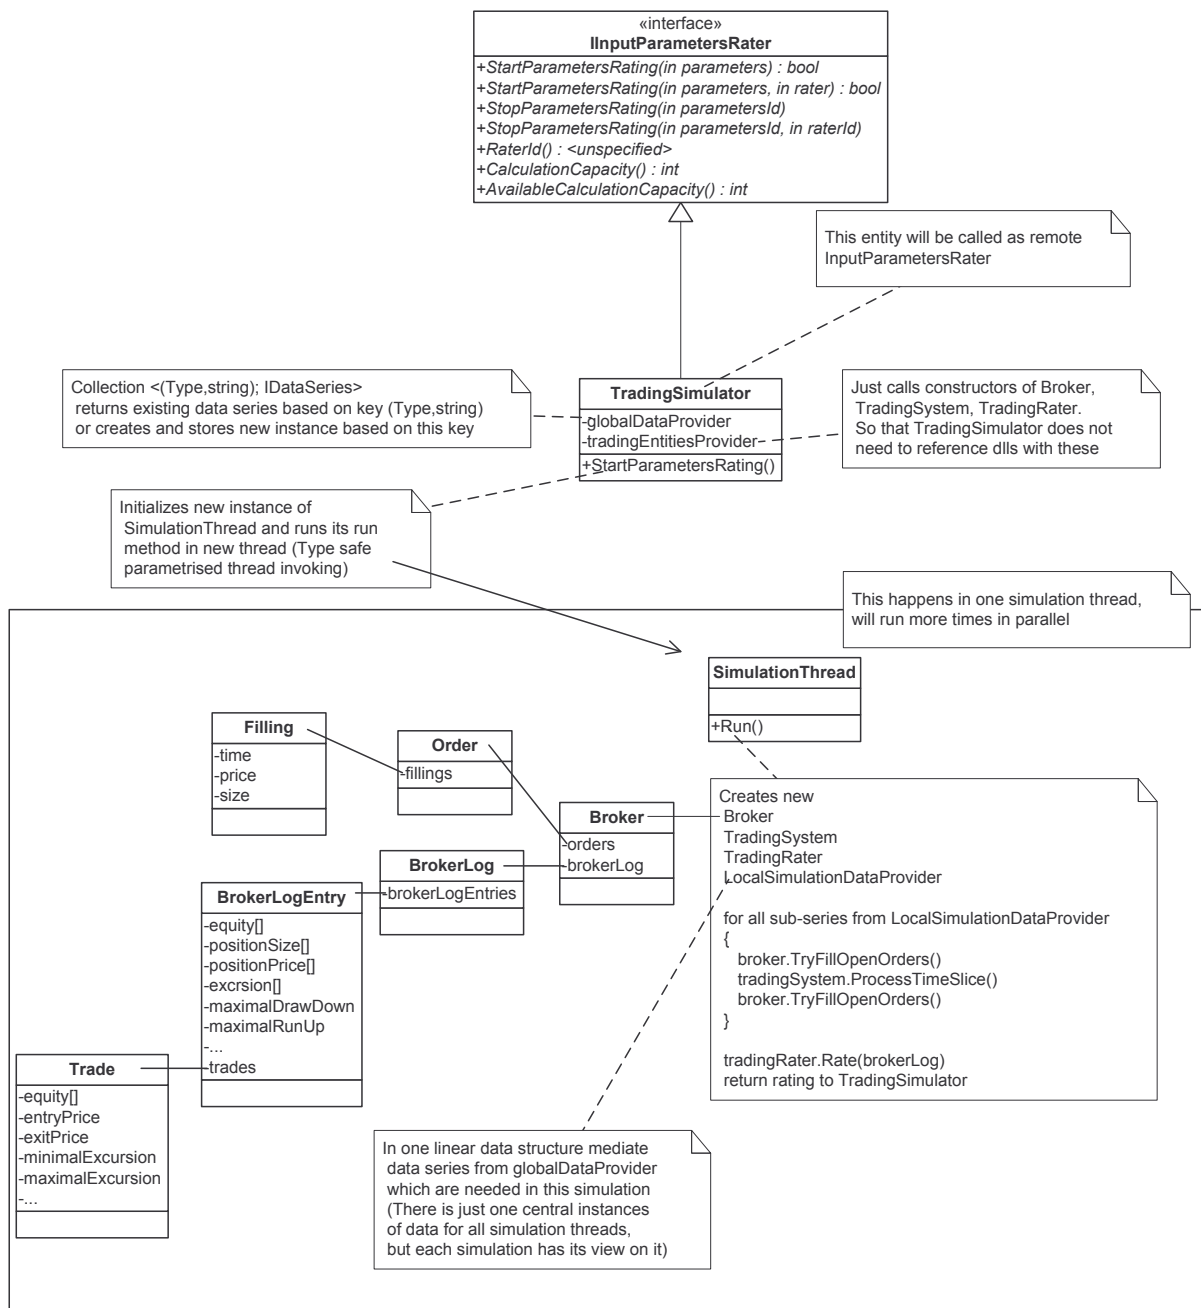 «interface»
IInputParametersRater
+StartParametersRating(in parameters) : bool
+StartParametersRating(in parameters, in rater) : bool
+StopParametersRating(in parametersId)
+StopParametersRating(in parametersId, in raterId)
+RaterId() : <unspecified>
+CalculationCapacity() : int
+AvailableCalculationCapacity() : int
This entity will be called as remote
InputParametersRater
Collection <(Type,string); IDataSeries>
returns existing data series based on key (Type,string)
or creates and stores new instance based on this key
TradingSimulator
-globalDataProvider
-tradingEntitiesProvider
+StartParametersRating()
Just calls constructors of Broker,
TradingSystem, TradingRater.
So that TradingSimulator does not
need to reference dlls with these
Initializes new instance of
SimulationThread and runs its run
method in new thread (Type safe
parametrised thread invoking)
This happens in one simulation thread,
will run more times in parallel
SimulationThread
+Run()
Filling
-time
-price
-size
Order
-fillings
Broker
-orders
-brokerLog
BrokerLog
-brokerLogEntries
BrokerLogEntry
-equity[]
-positionSize[]
-positionPrice[]
-excrsion[]
-maximalDrawDown
-maximalRunUp
-...
-trades
Trade
-equity[]
-entryPrice
-exitPrice
-minimalExcursion
-maximalExcursion
-...
Creates new
Broker
TradingSystem
TradingRater
LocalSimulationDataProvider
for all sub-series from LocalSimulationDataProvider
{
broker.TryFillOpenOrders()
tradingSystem.ProcessTimeSlice()
broker.TryFillOpenOrders()
}
tradingRater.Rate(brokerLog)
return rating to TradingSimulator
In one linear data structure mediate
data series from globalDataProvider
which are needed in this simulation
(There is just one central instances
of data for all simulation threads,
but each simulation has its view on it)